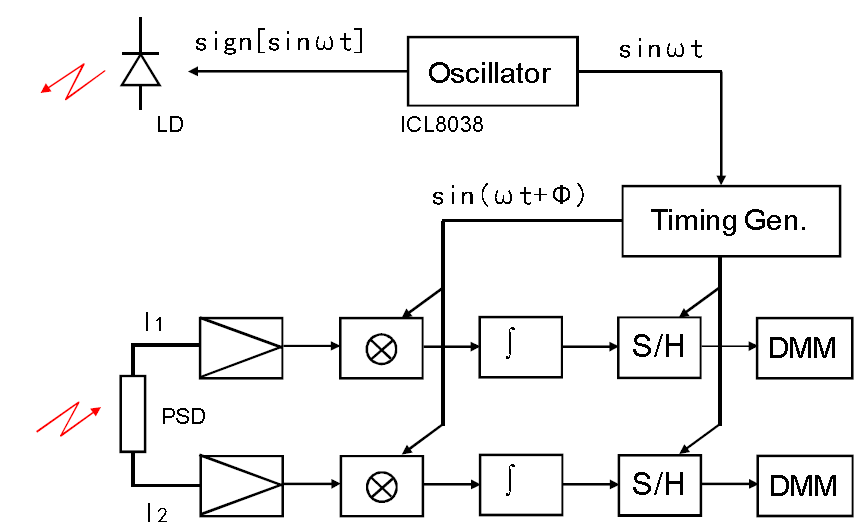 sign[sinωt]
sinωt
Oscillator
LD
ICL8038
sin(ωt+Φ)
Timing Gen.
I1
∫
S/H
DMM
PSD
∫
S/H
DMM
I2